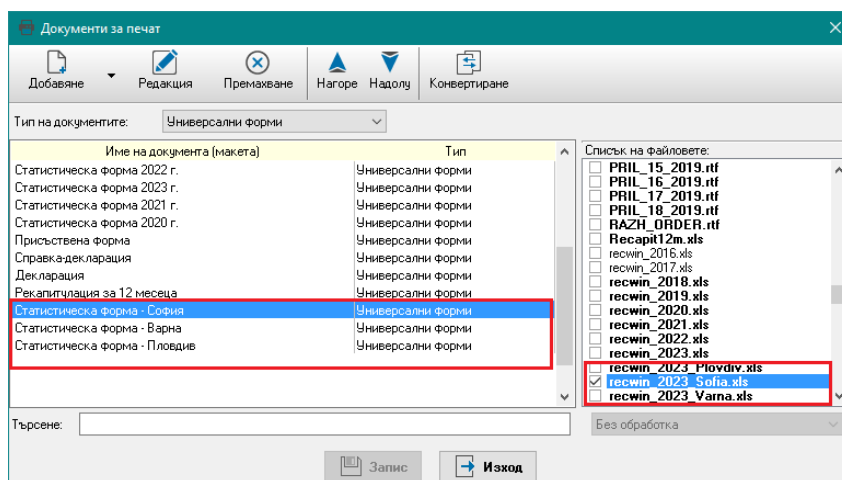 Документи за печат
Добавяне Редакция Премахване Нагоре Надолу Конвертиране
Тип на документите: Универсални форми
Име на документа (макета) Тип
Статистическа форма 2022 г. Универсални форми
Статистическа форма 2023 г. Универсални форми
Статистическа форма 2021 г. Универсални форми
Статистическа форма 2020 г. Универсални форми
Присъствена форма Универсални форми
Справка-декларация Универсални форми
Декларация Универсални форми
Рекапитулация за 12 месеца Универсални форми
Статистическа форма - София Универсални форми
Статистическа форма - Варна Универсални форми
Статистическа форма - Пловдив Универсални форми
Списък на файловете:
PRIL_15_2019.rtf
PRIL_16_2019.rtf
PRIL_17_2019.rtf
PRIL_18_2019.rtf
RAZH_ORDER.rtf
Recapit12m.xls
recwin_2016.xls
recwin_2017.xls
recwin_2018.xls
recwin_2019.xls
recwin_2020.xls
recwin_2021.xls
recwin_2022.xls
recwin_2023.xls
recwin_2023_Plovdiv.xls
recwin_2023_Sofia.xls
recwin_2023_Varna.xls
Търсене:
Без обработка
Запис Изход